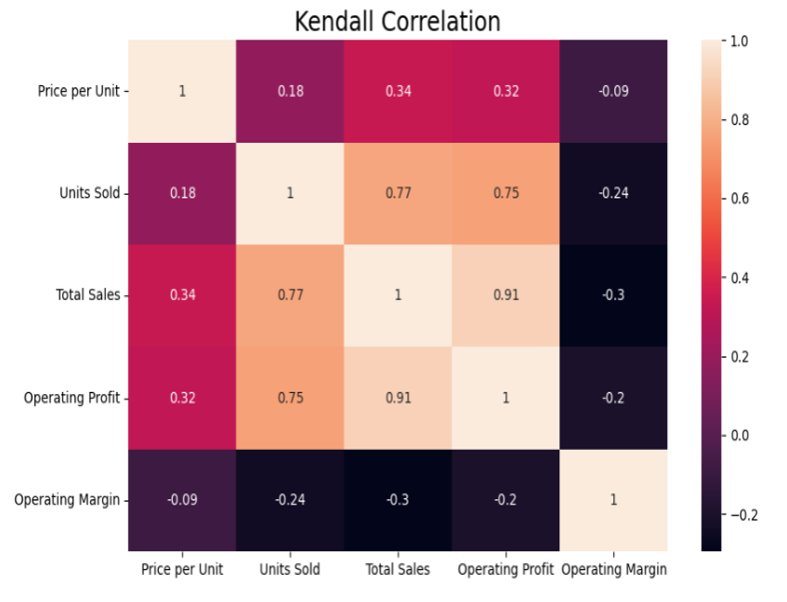 Kendall Correlation
Price per Unit 1 0.18 0.34 0.32 -0.09
Units Sold 0.18 1 0.77 0.75 -0.24
Total Sales 0.34 0.77 1 0.91 -0.3
Operating Profit 0.32 0.75 0.91 1 -0.2
Operating Margin -0.09 -0.24 -0.3 -0.2 1
Price per Unit Units Sold Total Sales Operating Profit Operating Margin
1.0
0.8
0.6
0.4
0.2
0.0
−0.2